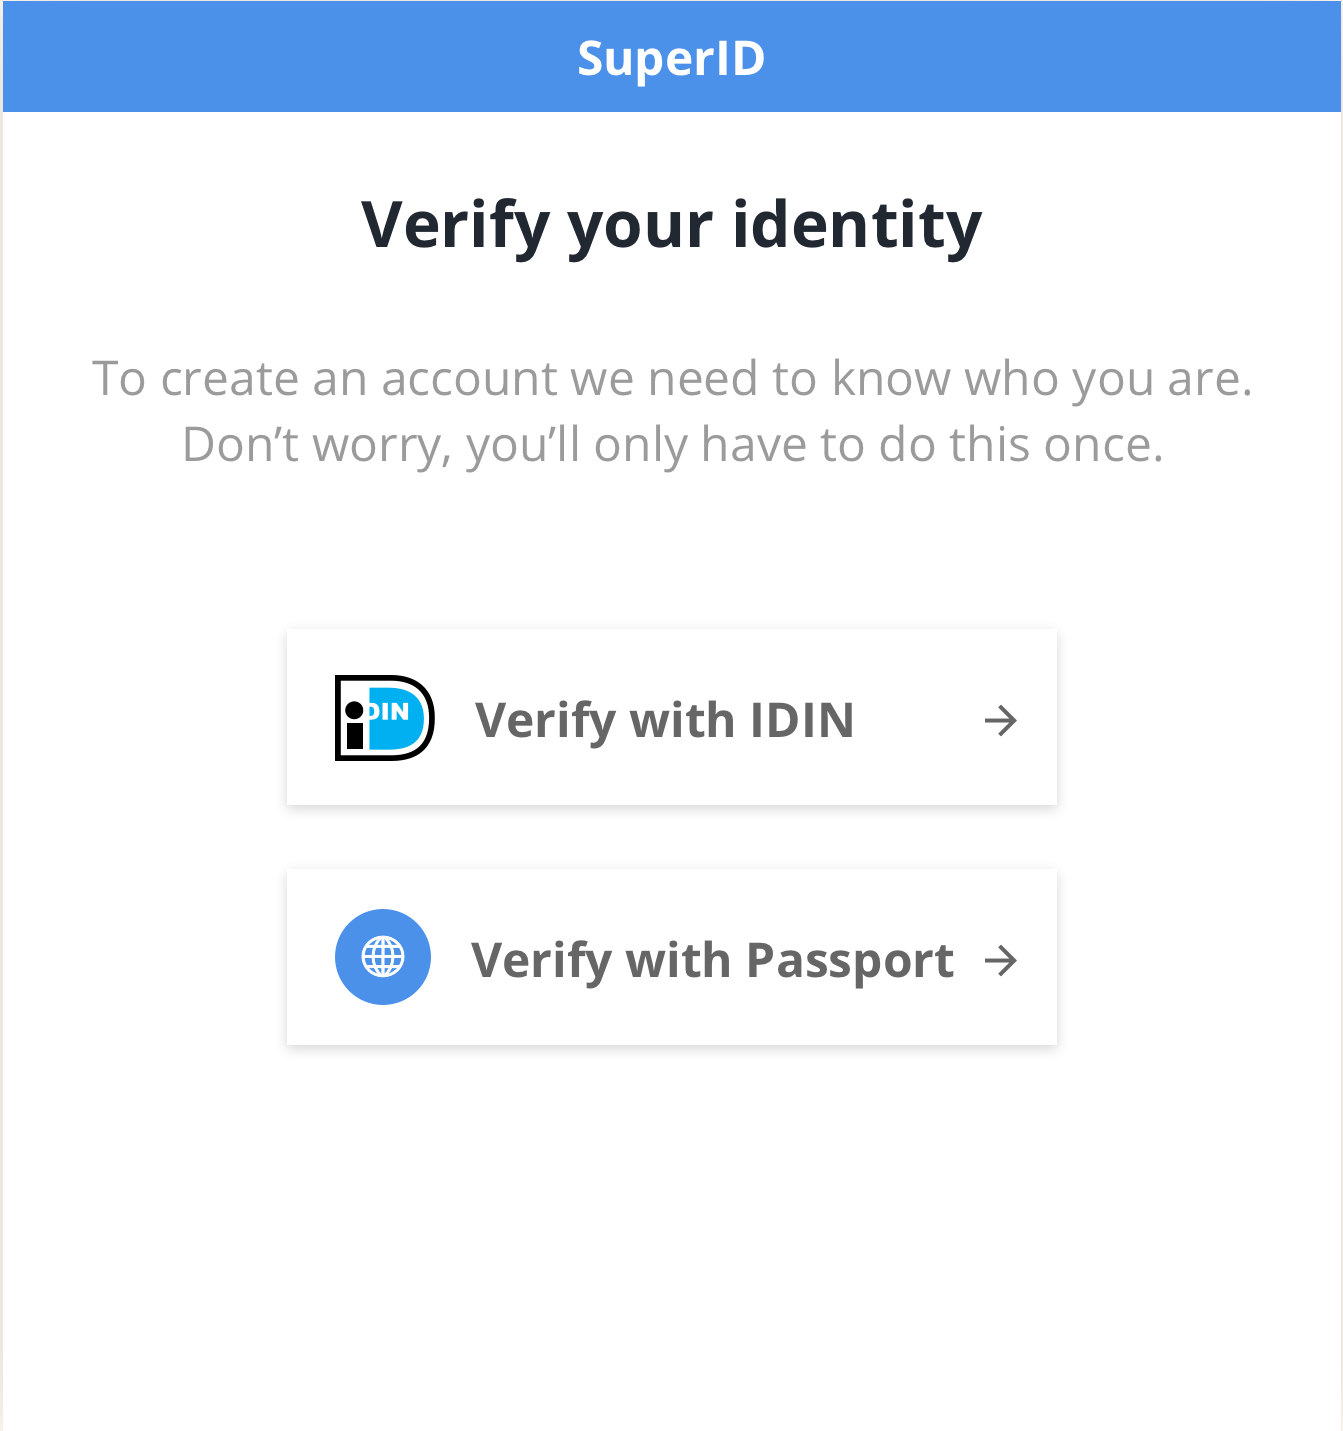 SuperID
Verify your identity
To create an account we need to know who you are.
Don’t worry, you’ll only have to do this once.
iDIN
Verify with IDIN
Verify with Passport